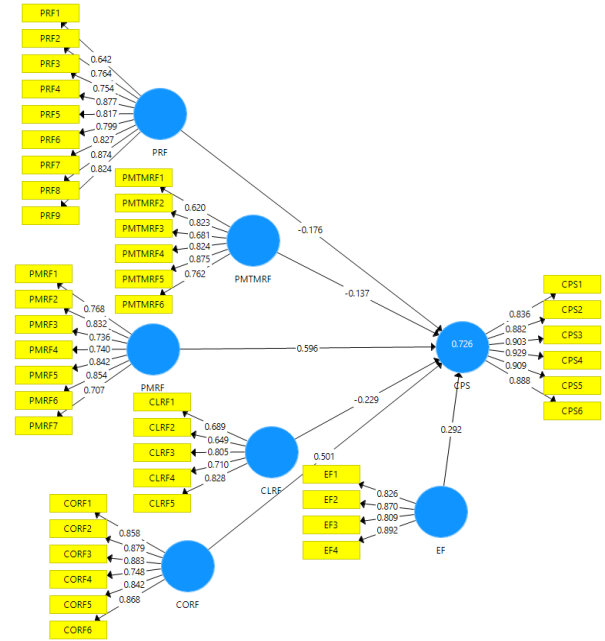 PRF1
PRF2
PRF3
PRF4
PRF5
PRF6
PRF7
PRF8
PRF9
0.642
0.764
0.754
0.877
0.817
0.799
0.827
0.874
0.824
PRF
PMTMRF1
PMTMRF2
PMTMRF3
PMTMRF4
PMTMRF5
PMTMRF6
0.620
0.823
0.681
0.824
0.875
0.762
PMTMRF
PMRF1
PMRF2
PMRF3
PMRF4
PMRF5
PMRF6
PMRF7
0.768
0.832
0.736
0.740
0.842
0.854
0.707
PMRF
CLRF1
CLRF2
CLRF3
CLRF4
CLRF5
0.689
0.649
0.805
0.710
0.828
CLRF
CORF1
CORF2
CORF3
CORF4
CORF5
CORF6
0.858
0.879
0.883
0.748
0.842
0.868
CORF
EF1
EF2
EF3
EF4
0.826
0.870
0.809
0.892
EF
-0.176
-0.137
0.596
-0.229
0.501
0.292
0.726
CPS
0.836
0.882
0.903
0.929
0.909
0.888
CPS1
CPS2
CPS3
CPS4
CPS5
CPS6